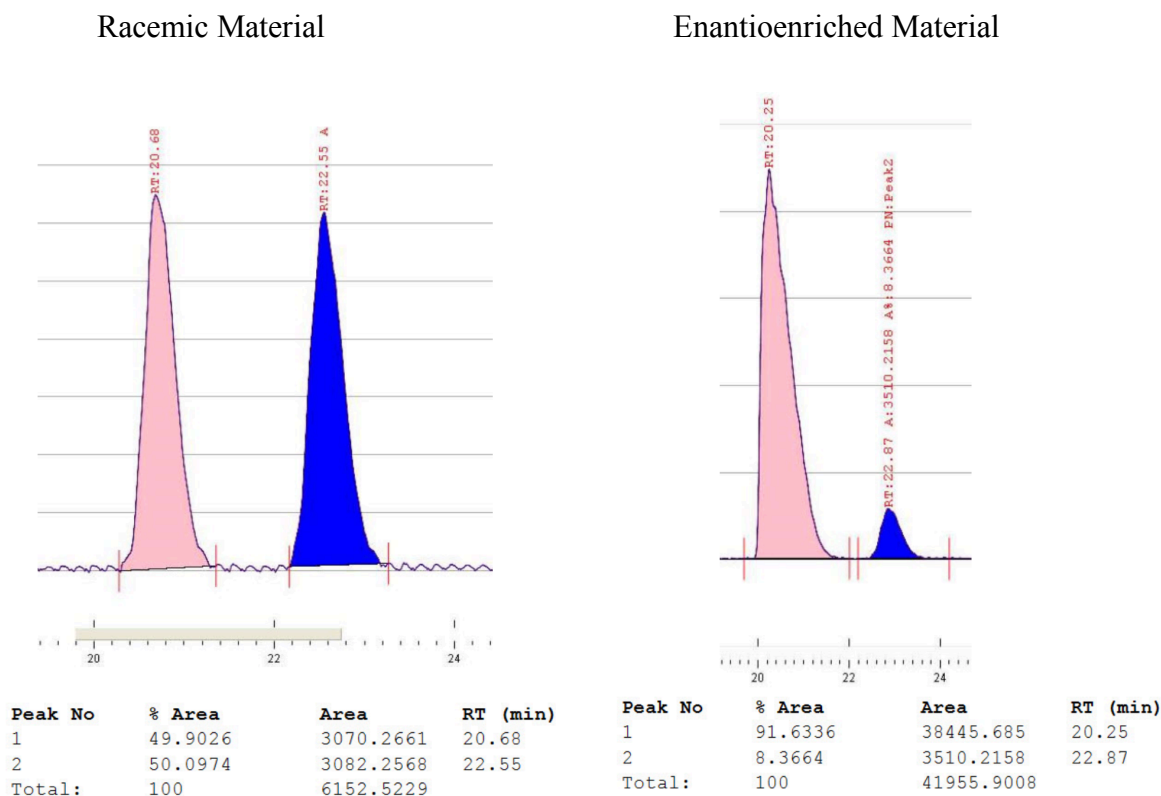 Racemic Material
RT:20.68
RT:22.55 A
20 22 24
Peak No % Area Area RT (min)
1 49.9026 3070.2661 20.68
2 50.0974 3082.2568 22.55
Total: 100 6152.5229
Enantioenriched Material
RT:20.25
RT:22.87 A:3510.2158 A%:8.3664 PN:Peak2
20 22 24
Peak No % Area Area RT (min)
1 91.6336 38445.685 20.25
2 8.3664 3510.2158 22.87
Total: 100 41955.9008